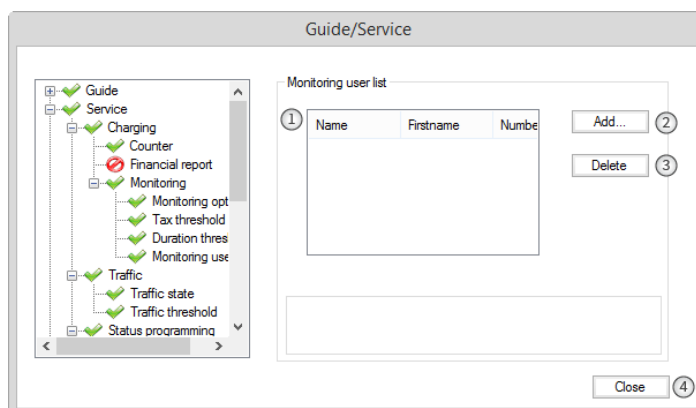 Guide/Service
Guide
Service
Charging
Counter
Financial report
Monitoring
Monitoring opt
Tax threshold
Duration thres
Monitoring use
Traffic
Traffic state
Traffic threshold
Status programming
Monitoring user list
1
Name Firstname Numbe
Add... 2
Delete 3
Close 4